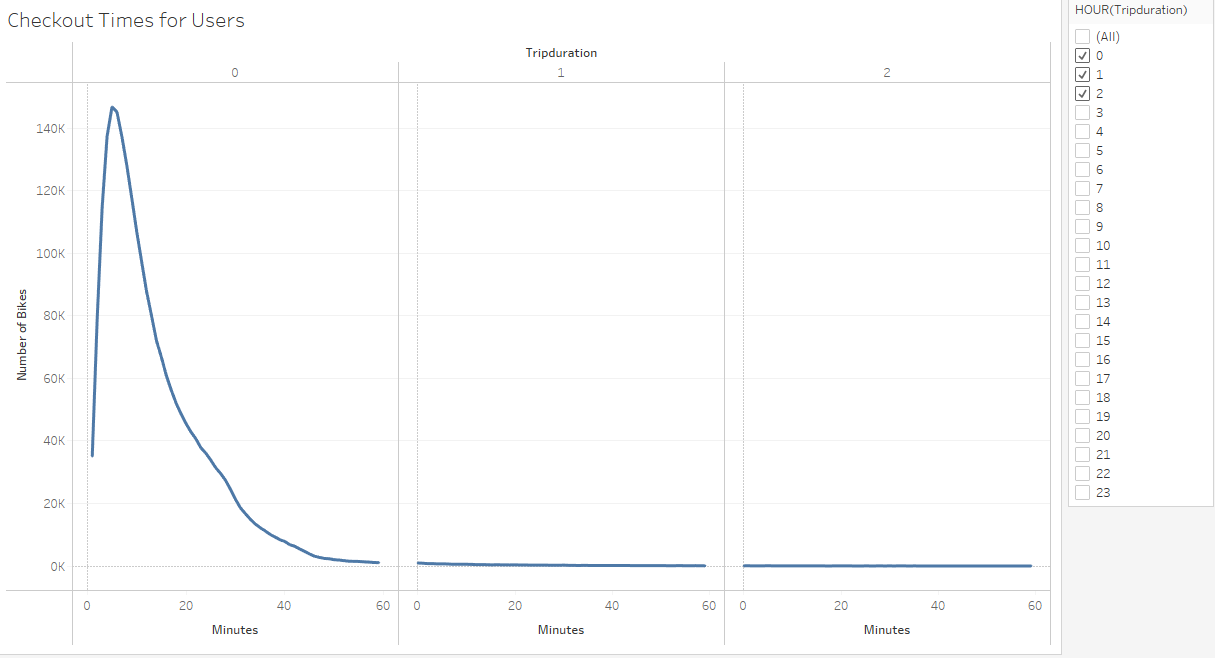 Checkout Times for Users
Tripduration
0 1 2
140K
120K
100K
80K
60K
40K
20K
0K
Number of Bikes
0 20 40 60 0 20 40 60 0 20 40 60
Minutes Minutes Minutes
HOUR(Tripduration)
(All)
0
1
2
3
4
5
6
7
8
9
10
11
12
13
14
15
16
17
18
19
20
21
22
23